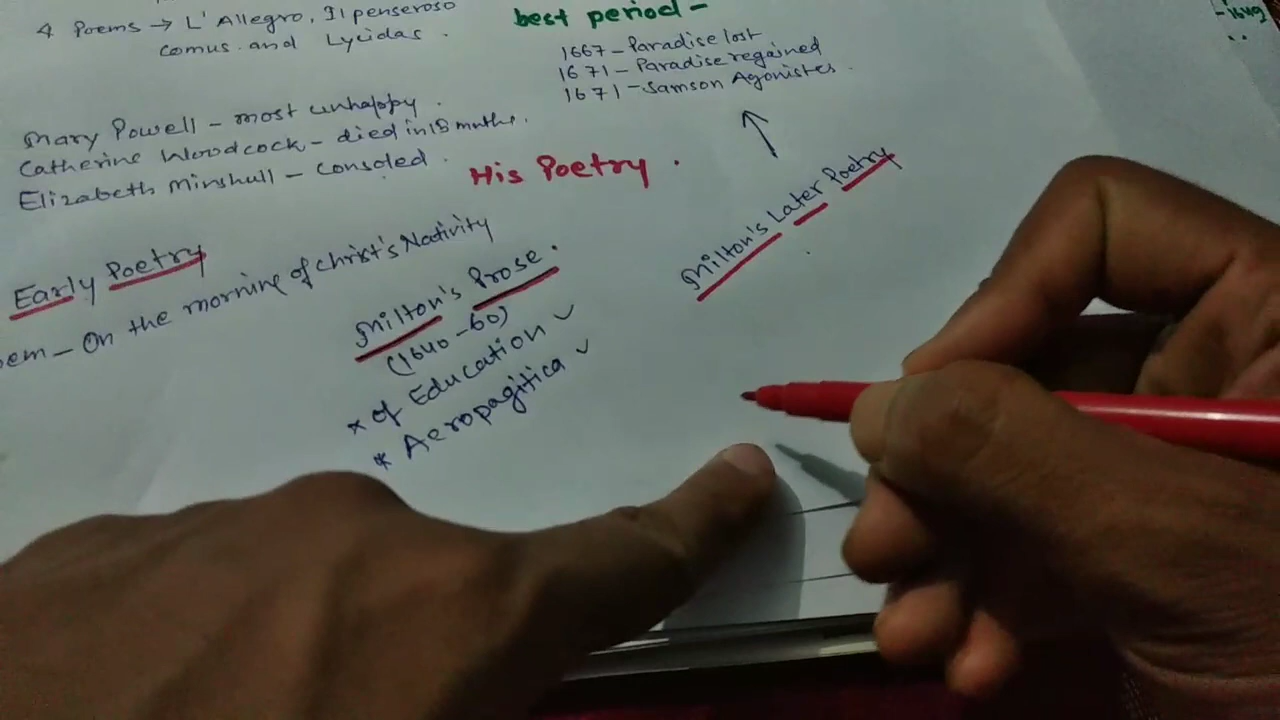 4 Poems → L'Allegro, Il penseroso
comus and Lycidas.
best period -
1667 - Paradise lost
1671 - Paradise regained
1671 - Samson Agonistes.
Mary Powell - most unhappy.
Catherine Woodcock - died in 18 mnths.
Elizabeth Minshull - consoled.
His Poetry.
Early Poetry
- On the morning of christ's Nativity
Milton's Prose.
(1640-60)
* of Education ✓
* Aeropagitica ✓
Milton's Later Poetry
-1649